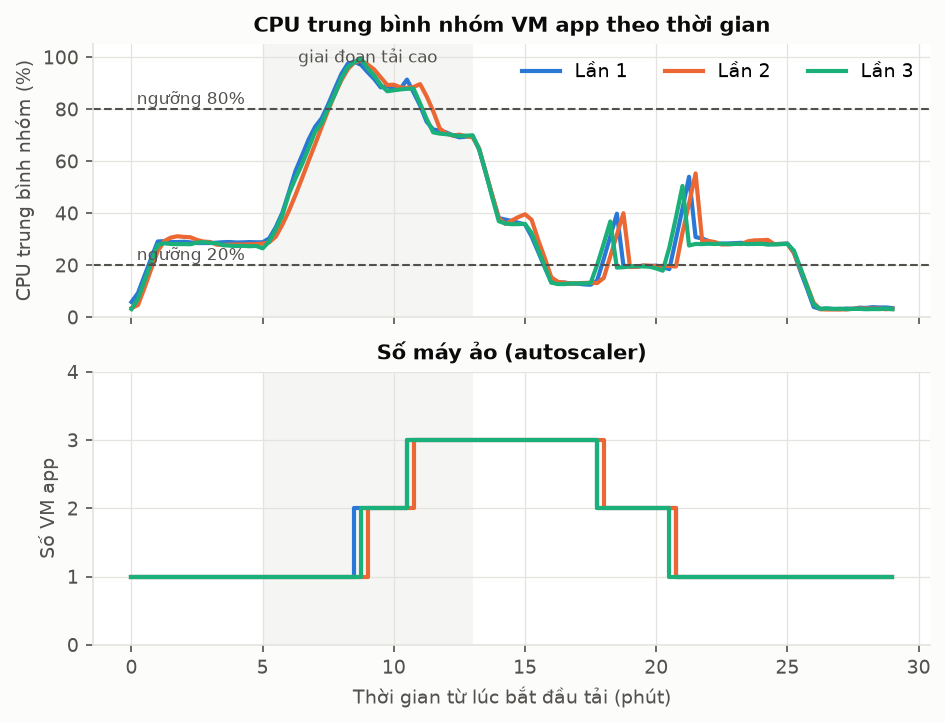 CPU trung bình nhóm VM app theo thời gian
CPU trung bình nhóm (%)
100
80
60
40
20
0
giai đoạn tải cao
ngưỡng 80%
ngưỡng 20%
Lần 1
Lần 2
Lần 3
Số máy ảo (autoscaler)
Số VM app
4
3
2
1
0
0 5 10 15 20 25 30
Thời gian từ lúc bắt đầu tải (phút)